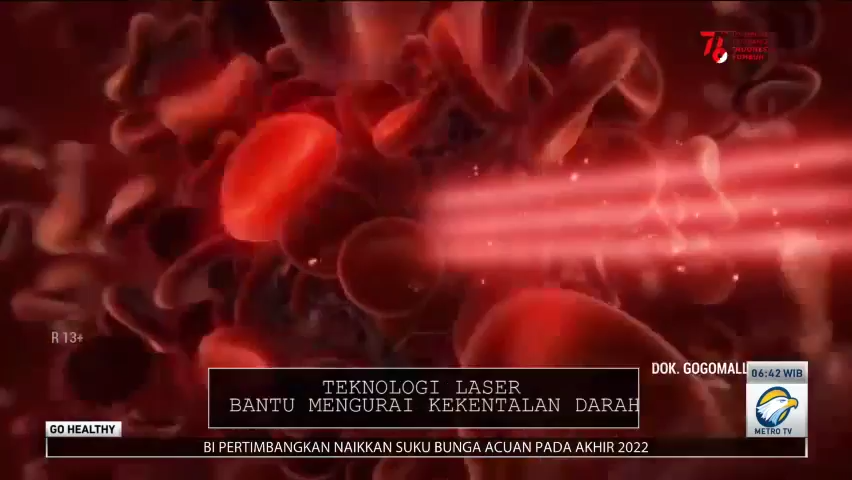 76
R 13+
DOK. GOGOMALL
06:42 WIB
TEKNOLOGI LASER
BANTU MENGURAI KEKENTALAN DARAH
METRO TV
GO HEALTHY
BI PERTIMBANGKAN NAIKKAN SUKU BUNGA ACUAN PADA AKHIR 2022